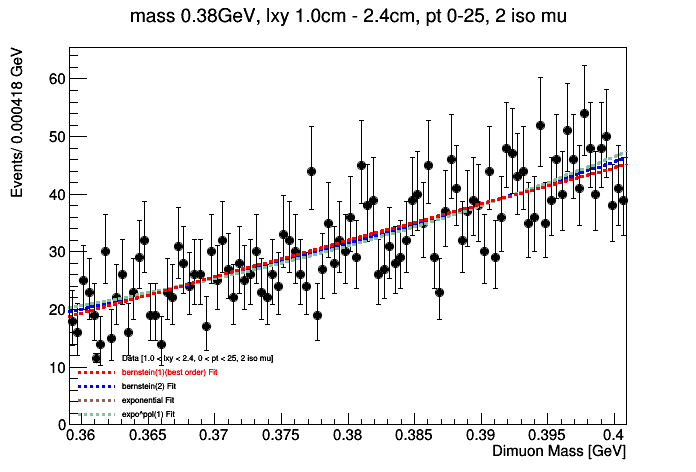 mass 0.38GeV, lxy 1.0cm - 2.4cm, pt 0-25, 2 iso mu
Events/ 0.000418 GeV
60
50
40
30
20
10
0
Data [1.0 < lxy < 2.4, 0 < pt < 25, 2 iso mu]
bernstein(1)(best order) Fit
bernstein(2) Fit
exponential Fit
expo*pol(1) Fit
0.36 0.365 0.37 0.375 0.38 0.385 0.39 0.395 0.4
Dimuon Mass [GeV]